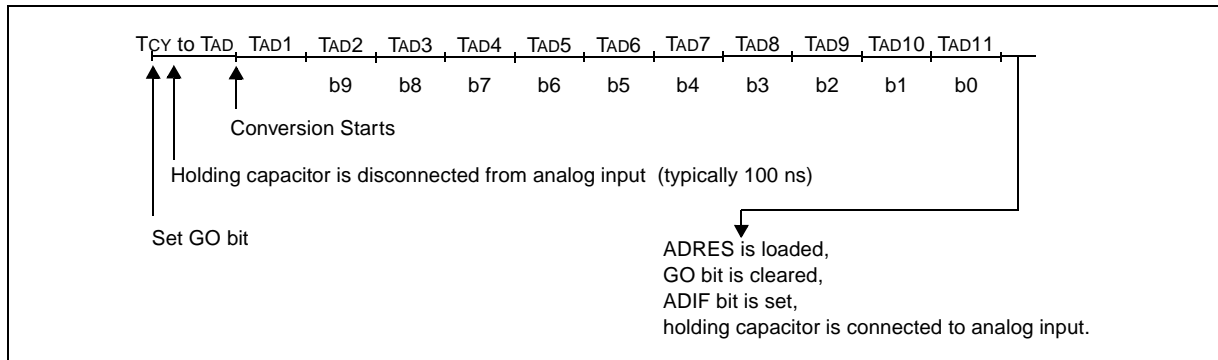 TCY to TAD TAD1 TAD2 TAD3 TAD4 TAD5 TAD6 TAD7 TAD8 TAD9 TAD10 TAD11
b9 b8 b7 b6 b5 b4 b3 b2 b1 b0
Conversion Starts
Holding capacitor is disconnected from analog input (typically 100 ns)
Set GO bit
ADRES is loaded,
GO bit is cleared,
ADIF bit is set,
holding capacitor is connected to analog input.